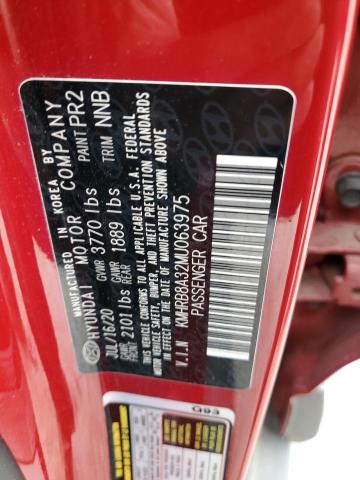 MANUFACTURED IN KOREA BY
HYUNDAI MOTOR COMPANY
JUL/16/20 GVWR 3770 lbs PAINT PR2
GAWR FRONT 2101 lbs GAWR REAR 1889 lbs TRIM NNB
THIS VEHICLE CONFORMS TO ALL APPLICABLE U.S.A. FEDERAL
MOTOR VEHICLE SAFETY, BUMPER, AND THEFT PREVENTION STANDARDS
IN EFFECT ON THE DATE OF MANUFACTURE SHOWN ABOVE
V.I.N KMHRB8A32MU063975
PASSENGER CAR
Q93